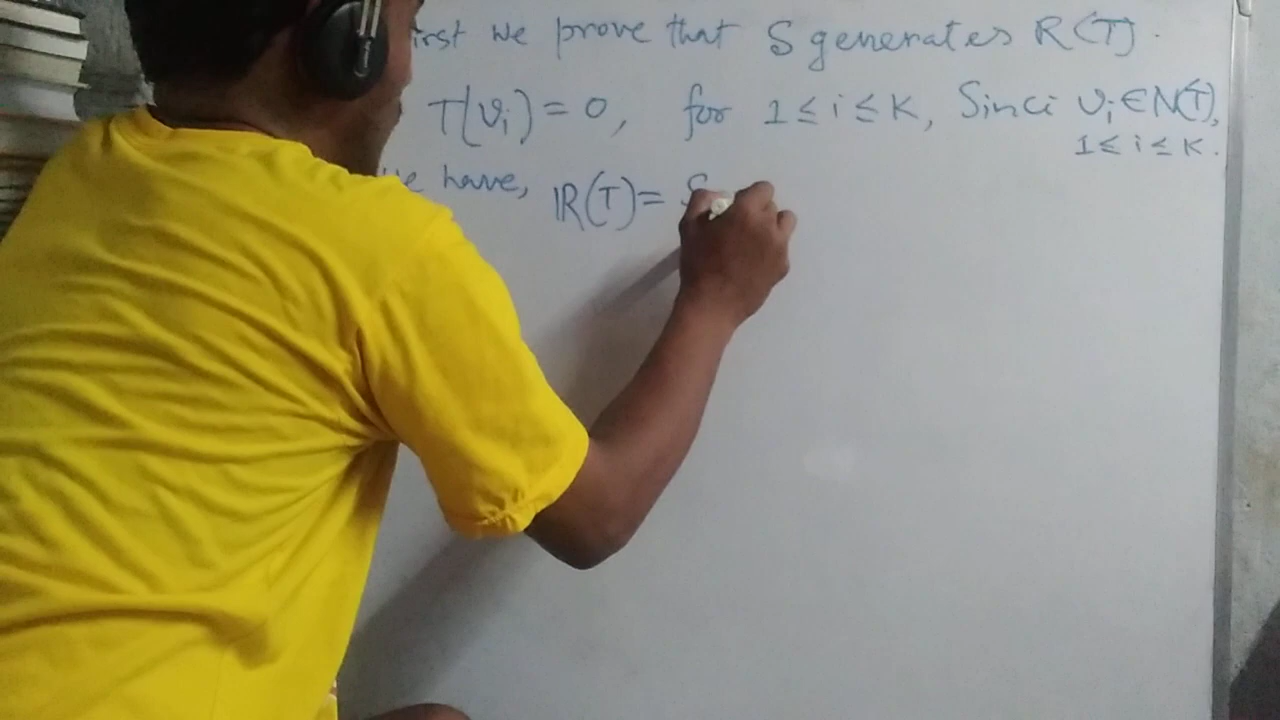 irst we prove that S generates R(T).
T(vᵢ) = 0, for 1 ≤ i ≤ K, Sinci vᵢ ∈ N(T),
1 ≤ i ≤ K.
e have, R(T) = S